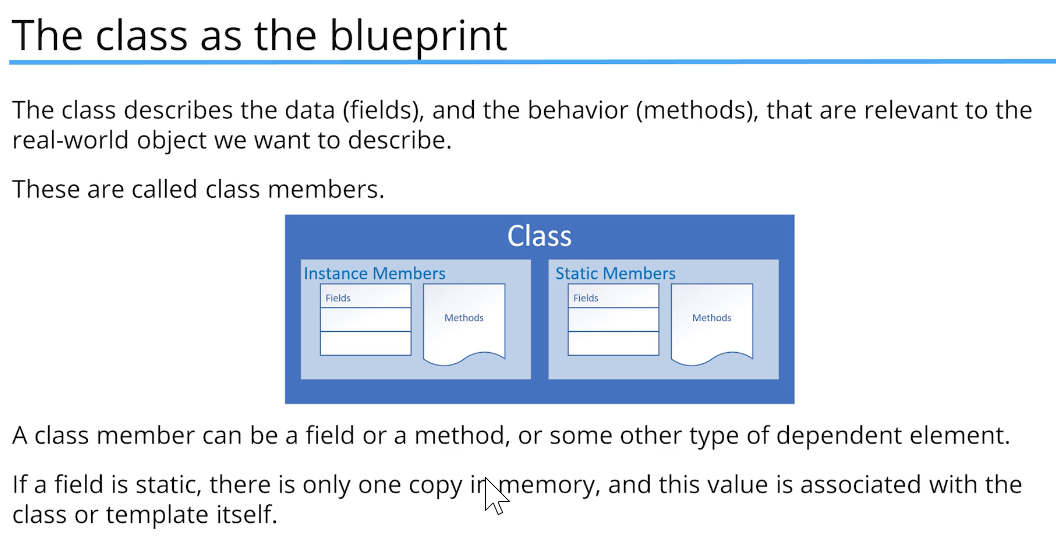 The class as the blueprint
The class describes the data (fields), and the behavior (methods), that are relevant to the
real-world object we want to describe.
These are called class members.
Class
Instance Members
Fields
Methods
Static Members
Fields
Methods
A class member can be a field or a method, or some other type of dependent element.
If a field is static, there is only one copy in memory, and this value is associated with the
class or template itself.